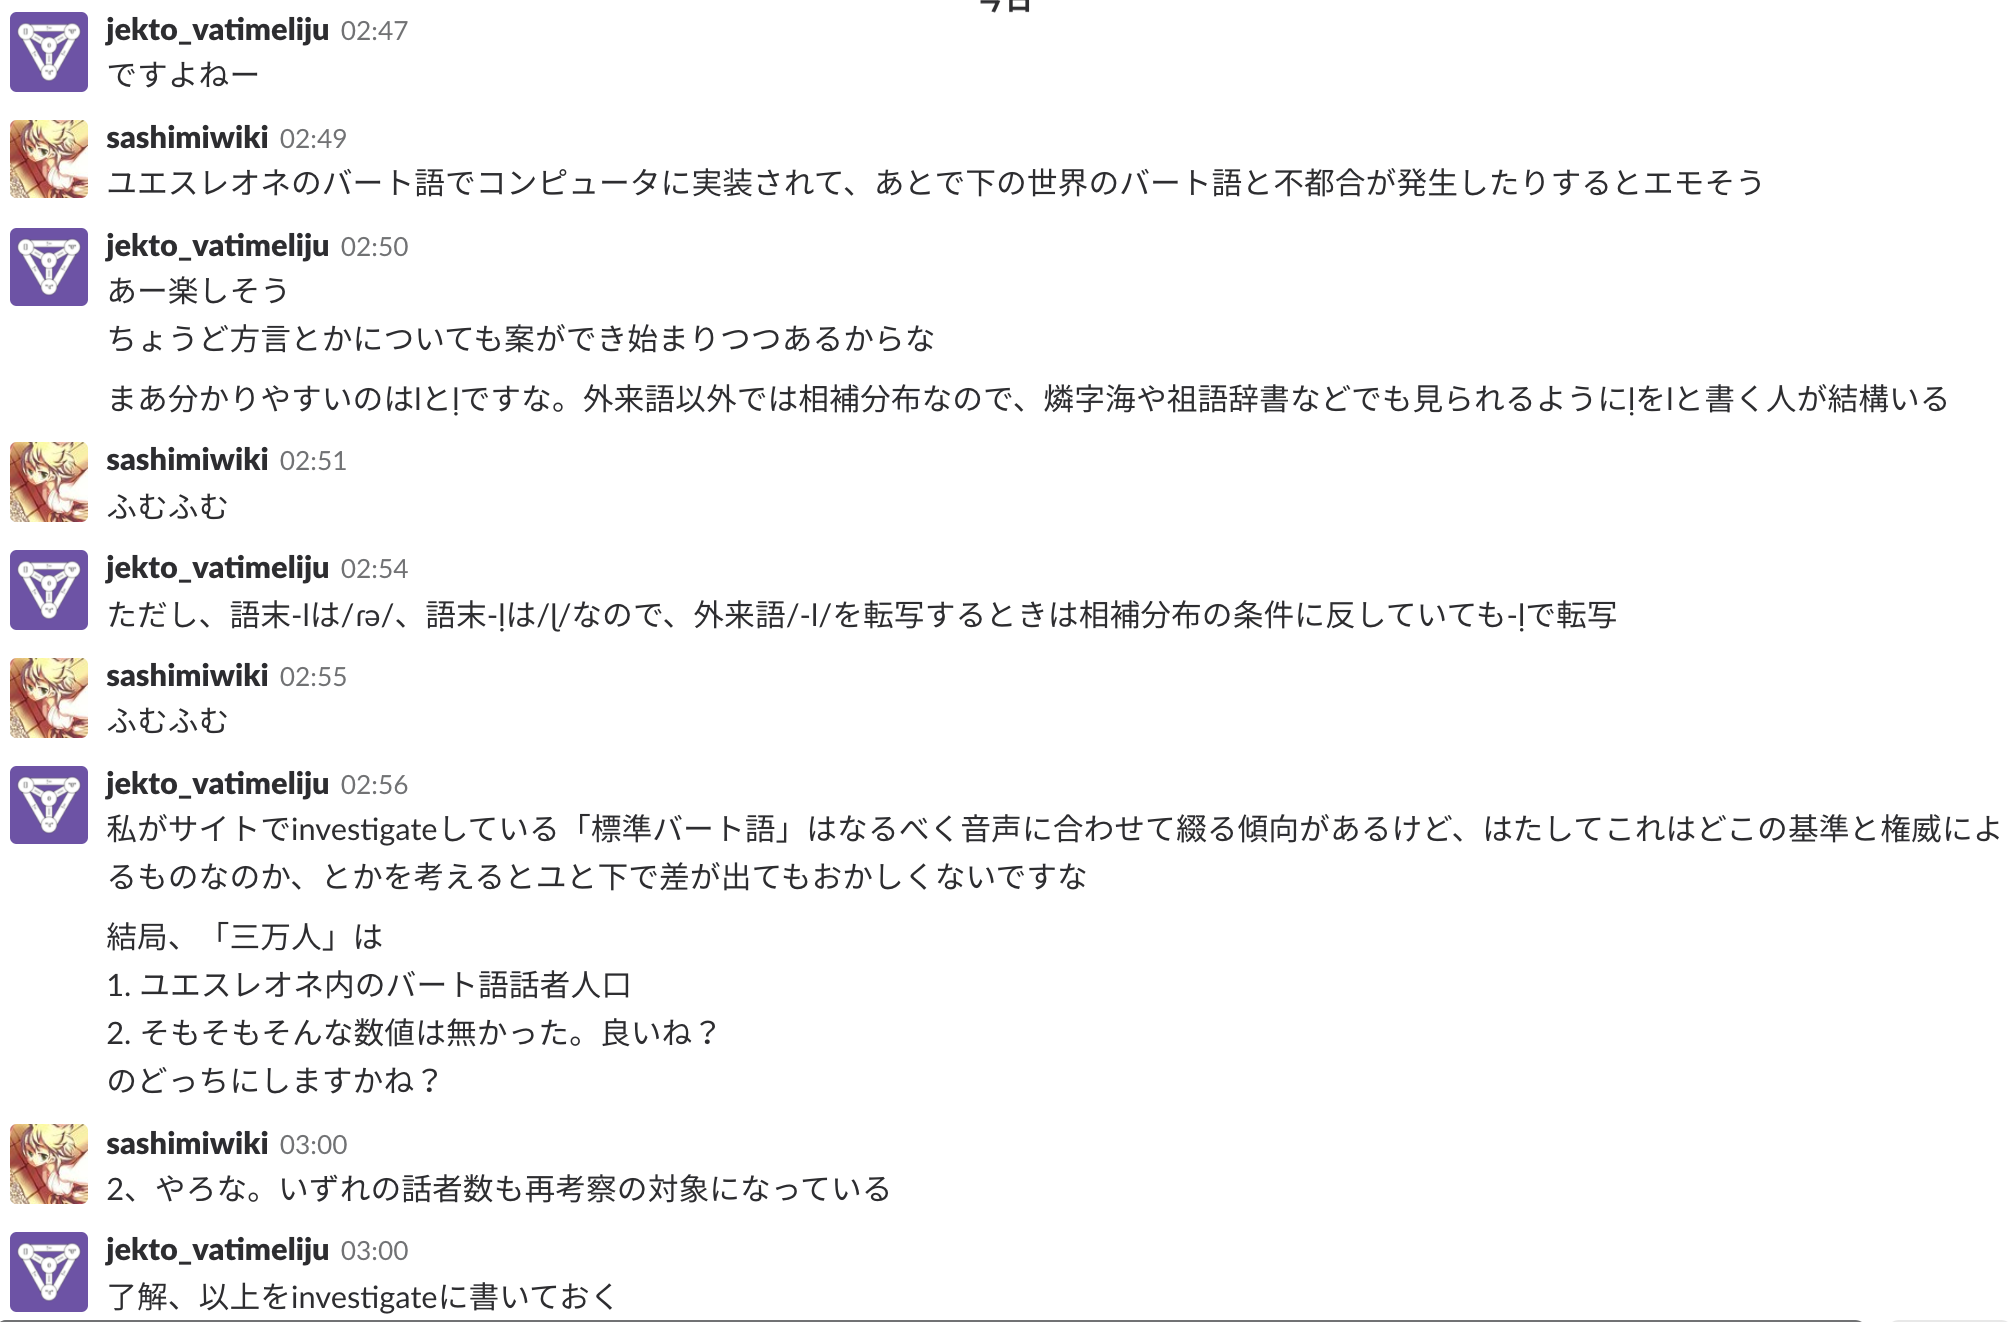 今日
jekto_vatimeliju 02:47
ですよねー
sashimiwiki 02:49
ユエスレオネのバート語でコンピュータに実装されて、あとで下の世界のバート語と不都合が発生したりするとエモそう
jekto_vatimeliju 02:50
あー楽しそう
ちょうど方言とかについても案ができ始まりつつあるからな
まあ分かりやすいのはlとḷですな。外来語以外では相補分布なので、燐字海や祖語辞書などでも見られるようにḷをlと書く人が結構いる
sashimiwiki 02:51
ふむふむ
jekto_vatimeliju 02:54
ただし、語末-lは/ɾə/、語末-ḷは/ɭ/なので、外来語/-l/を転写するときは相補分布の条件に反していても-ḷで転写
sashimiwiki 02:55
ふむふむ
jekto_vatimeliju 02:56
私がサイトでinvestigateしている「標準バート語」はなるべく音声に合わせて綴る傾向があるけど、はたしてこれはどこの基準と権威によ
るものなのか、とかを考えるとユと下で差が出てもおかしくないですな
結局、「三万人」は
1. ユエスレオネ内のバート語話者人口
2. そもそもそんな数値は無かった。良いね？
のどっちにしますかね？
sashimiwiki 03:00
2、やろな。いずれの話者数も再考察の対象になっている
jekto_vatimeliju 03:00
了解、以上をinvestigateに書いておく